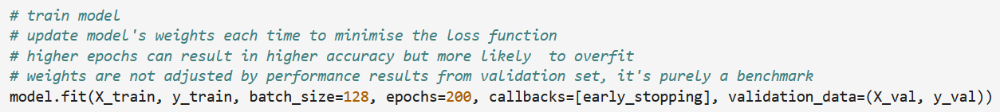 # train model
# update model's weights each time to minimise the loss function
# higher epochs can result in higher accuracy but more likely  to overfit
# weights are not adjusted by performance results from validation set, it's purely a benchmark
model.fit(X_train, y_train, batch_size=128, epochs=200, callbacks=[early_stopping], validation_data=(X_val, y_val))